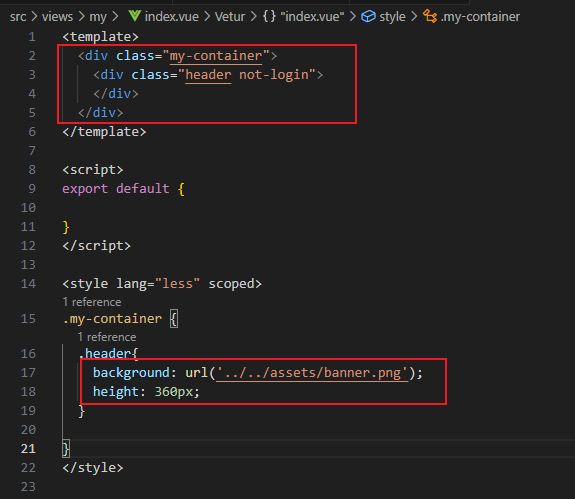 src > views > my > index.vue > Vetur > {} "index.vue" > style > .my-container
1 <template>
2   <div class="my-container">
3     <div class="header not-login">
4     </div>
5   </div>
6 </template>
7
8 <script>
9 export default {
10
11 }
12 </script>
13
14 <style lang="less" scoped>
1 reference
15 .my-container {
1 reference
16   .header{
17     background: url('../../assets/banner.png');
18     height: 360px;
19   }
20
21 }
22 </style>
23